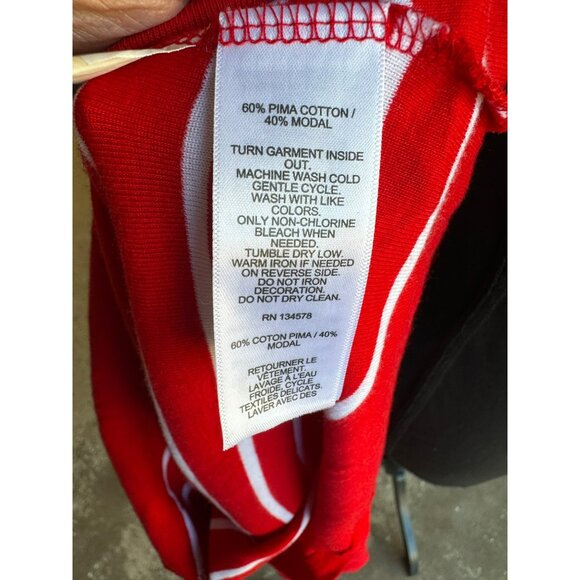 60% PIMA COTTON /
40% MODAL
TURN GARMENT INSIDE
OUT.
MACHINE WASH COLD
GENTLE CYCLE.
WASH WITH LIKE
COLORS.
ONLY NON-CHLORINE
BLEACH WHEN
NEEDED.
TUMBLE DRY LOW.
WARM IRON IF NEEDED
ON REVERSE SIDE.
DO NOT IRON
DECORATION.
DO NOT DRY CLEAN.
RN 134578
60% COTON PIMA / 40%
MODAL
RETOURNER LE
VÊTEMENT.
LAVAGE À L'EAU
FROIDE, CYCLE
TEXTILES DÉLICATS.
LAVER AVEC DES